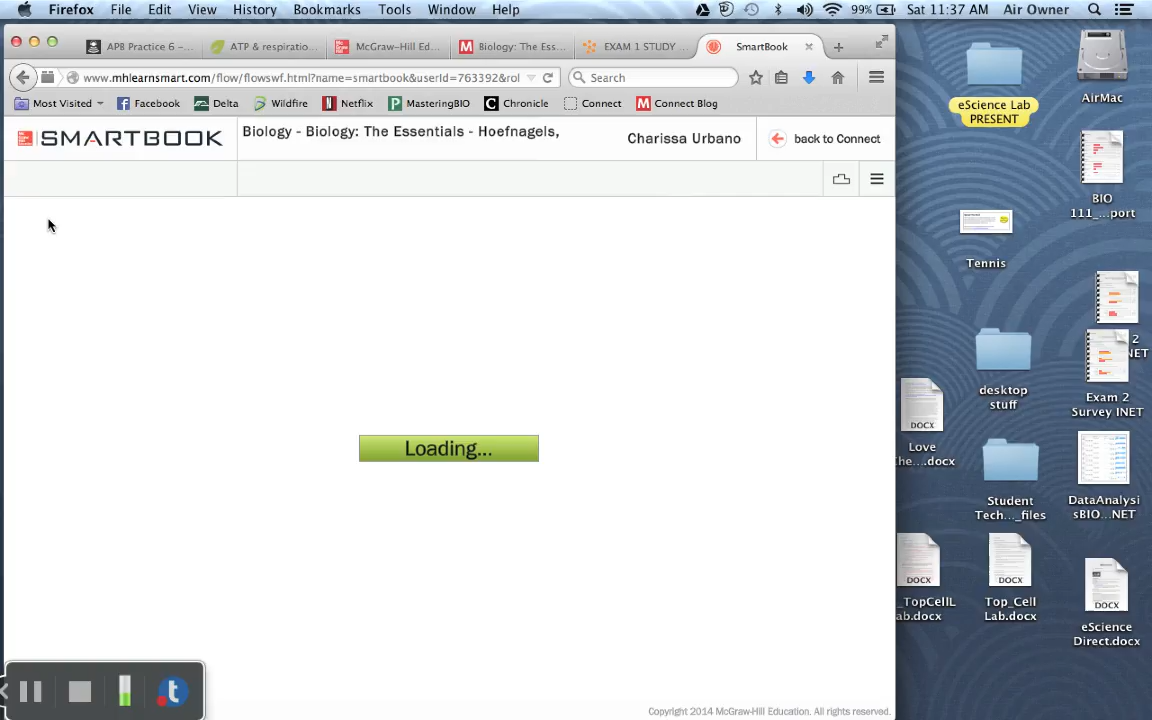 Firefox File Edit View History Bookmarks Tools Window Help 99% Sat 11:37 AM Air Owner
APB Practice 6 –... ATP & respiratio... McGraw-Hill Ed... Biology: The Ess... EXAM 1 STUDY ... SmartBook
www.mhlearnsmart.com/flow/flowswf.html?name=smartbook&userId=763392&rol Search
Most Visited Facebook Delta Wildfire Netflix MasteringBIO Chronicle Connect Connect Blog
SMARTBOOK Biology - Biology: The Essentials - Hoefnagels, Charissa Urbano back to Connect
Loading...
Copyright 2014 McGraw-Hill Education. All rights reserved.
eScience Lab
PRESENT
AirMac
BIO
111_...port
Tennis
2
NET
desktop
stuff
Exam 2
Survey INET
DOCX
Love
Che....docx
Student
Tech..._files
DataAnalysi
sBIO...NET
DOCX
_TopCellL
ab.docx
DOCX
Top_Cell
Lab.docx
DOCX
eScience
Direct.docx